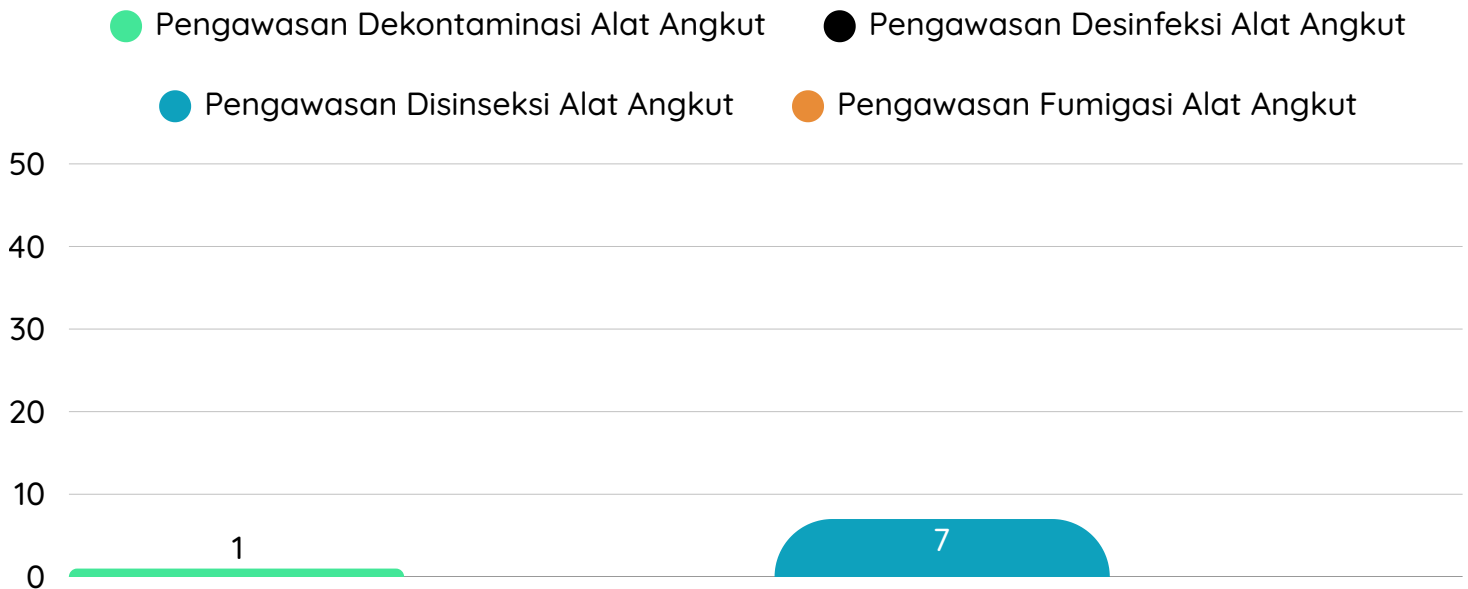 Pengawasan Dekontaminasi Alat Angkut
Pengawasan Desinfeksi Alat Angkut
Pengawasan Disinseksi Alat Angkut
Pengawasan Fumigasi Alat Angkut
50
40
30
20
10
0
1
7